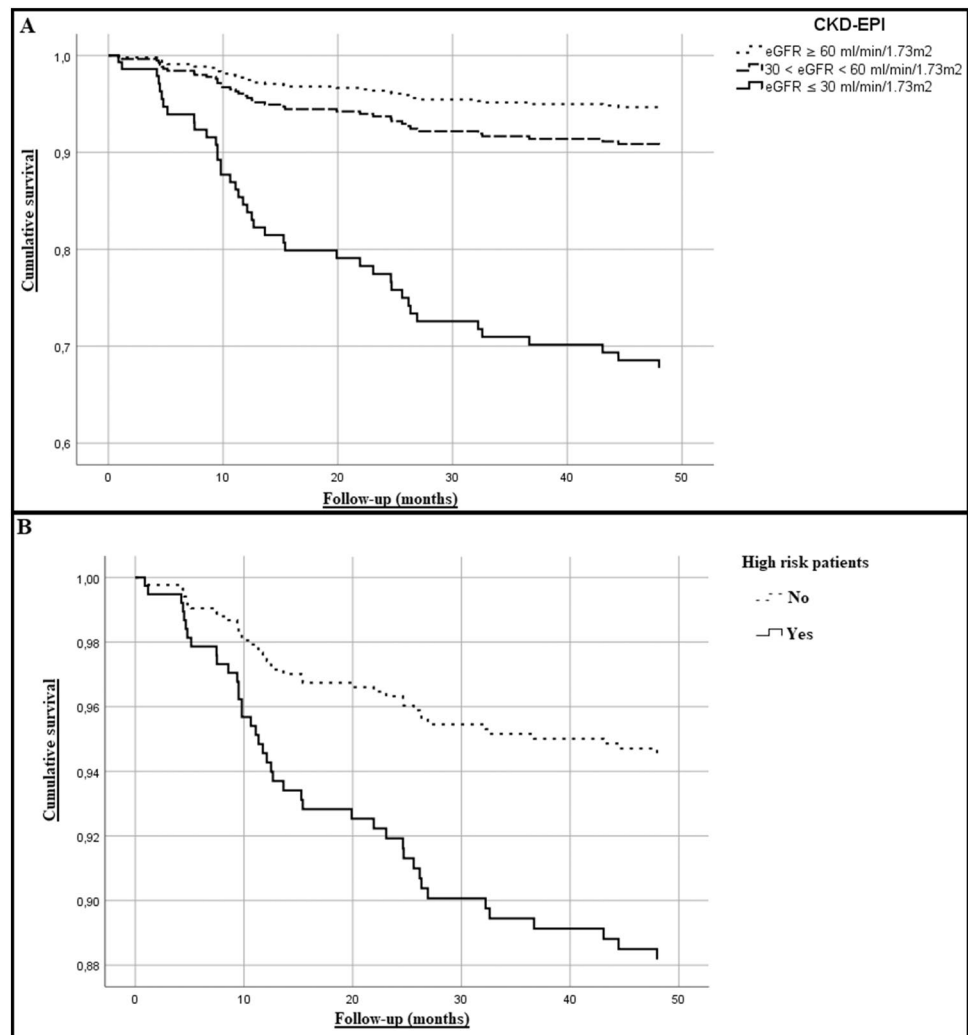 A
CKD-EPI
eGFR ≥ 60 ml/min/1.73m2
30 < eGFR < 60 ml/min/1.73m2
eGFR ≤ 30 ml/min/1.73m2
1,0
0,9
0,8
0,7
0,6
Cumulative survival
0 10 20 30 40 50
Follow-up (months)
B
High risk patients
No
Yes
1,00
0,98
0,96
0,94
0,92
0,90
0,88
Cumulative survival
0 10 20 30 40 50
Follow-up (months)